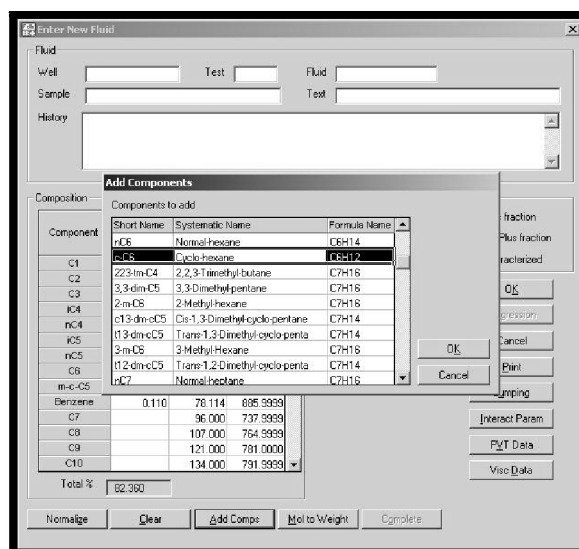 Enter New Fluid
Fluid
Well Test Fluid
Sample Text
History
Composition
Component
Add Components
Components to add
Short Name Systematic Name Formula Name
nC6 Normal-hexane C6H14
c-C6 Cyclo-hexane C6H12
223-tm-C4 2,2,3-Trimethyl-butane C7H16
3,3-dm-C5 3,3-Dimethyl-pentane C7H16
2-m-C6 2-Methyl-hexane C7H16
c13-dm-cC5 Cis-1,3-Dimethyl-cyclo-pentane C7H14
t13-dm-cC5 Trans-1,3-Dimethyl-cyclo-penta C7H14
3-m-C6 3-Methyl-Hexane C7H16
t12-dm-cC5 Trans-1,2-Dimethyl-cyclo-penta C7H14
nC7 Normal-heptane C7H16
OK
Cancel
fraction
Plus fraction
racterized
C1
C2
C3
iC4
nC4
iC5
nC5
C6
m-c-C5
Benzene 0.110 78.114 885.9999
C7 96.000 737.9999
C8 107.000 764.9999
C9 121.000 781.0000
C10 134.000 791.9999
Total % 82.360
OK
gression
Cancel
Print
umping
Interact Param
PVT Data
Visc Data
Normalize Clear Add Comps Mol to Weight Complete